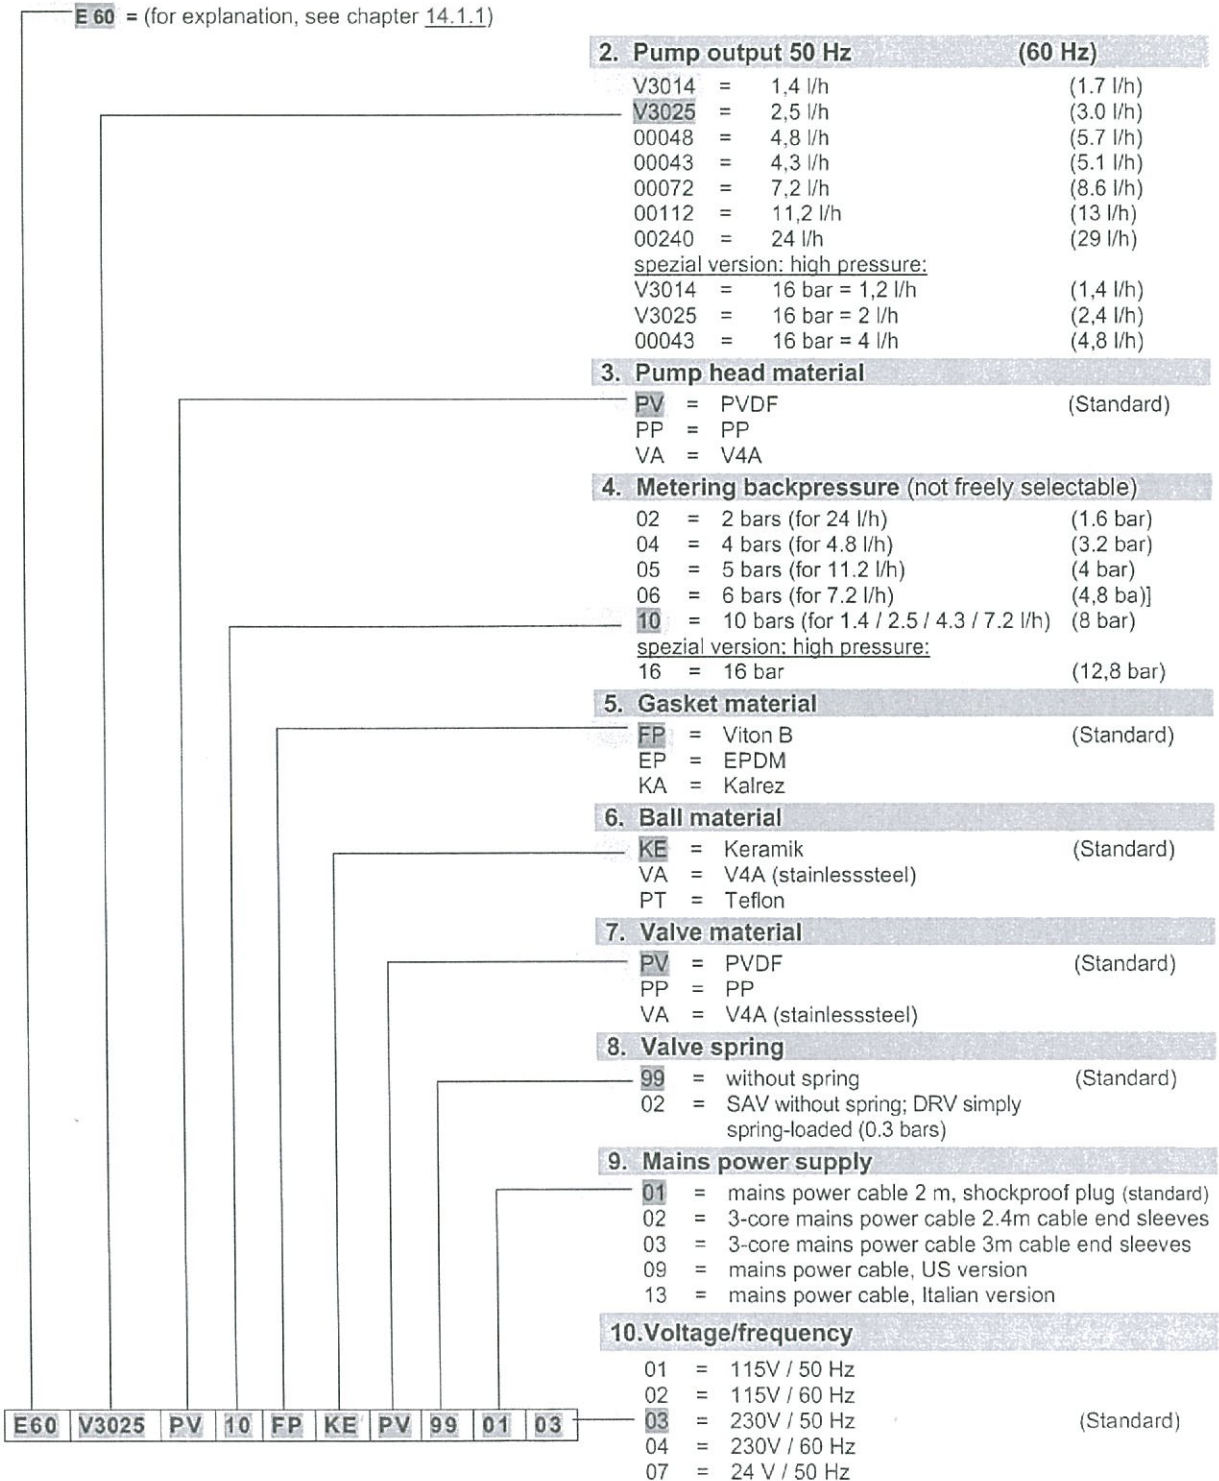 E 60 = (for explanation, see chapter 14.1.1)
2. Pump output 50 Hz (60 Hz)
V3014 = 1,4 l/h (1.7 l/h)
V3025 = 2,5 l/h (3.0 l/h)
00048 = 4,8 l/h (5.7 l/h)
00043 = 4,3 l/h (5.1 l/h)
00072 = 7,2 l/h (8.6 l/h)
00112 = 11,2 l/h (13 l/h)
00240 = 24 l/h (29 l/h)
spezial version: high pressure:
V3014 = 16 bar = 1,2 l/h (1,4 l/h)
V3025 = 16 bar = 2 l/h (2,4 l/h)
00043 = 16 bar = 4 l/h (4,8 l/h)
3. Pump head material
PV = PVDF (Standard)
PP = PP
VA = V4A
4. Metering backpressure (not freely selectable)
02 = 2 bars (for 24 l/h) (1.6 bar)
04 = 4 bars (for 4.8 l/h) (3.2 bar)
05 = 5 bars (for 11.2 l/h) (4 bar)
06 = 6 bars (for 7.2 l/h) (4,8 ba)]
10 = 10 bars (for 1.4 / 2.5 / 4.3 / 7.2 l/h) (8 bar)
spezial version: high pressure:
16 = 16 bar (12,8 bar)
5. Gasket material
FP = Viton B (Standard)
EP = EPDM
KA = Kalrez
6. Ball material
KE = Keramik (Standard)
VA = V4A (stainlesssteel)
PT = Teflon
7. Valve material
PV = PVDF (Standard)
PP = PP
VA = V4A (stainlesssteel)
8. Valve spring
99 = without spring (Standard)
02 = SAV without spring; DRV simply
spring-loaded (0.3 bars)
9. Mains power supply
01 = mains power cable 2 m, shockproof plug (standard)
02 = 3-core mains power cable 2.4m cable end sleeves
03 = 3-core mains power cable 3m cable end sleeves
09 = mains power cable, US version
13 = mains power cable, Italian version
10.Voltage/frequency
01 = 115V / 50 Hz
02 = 115V / 60 Hz
03 = 230V / 50 Hz (Standard)
04 = 230V / 60 Hz
07 = 24 V / 50 Hz
E60 V3025 PV 10 FP KE PV 99 01 03